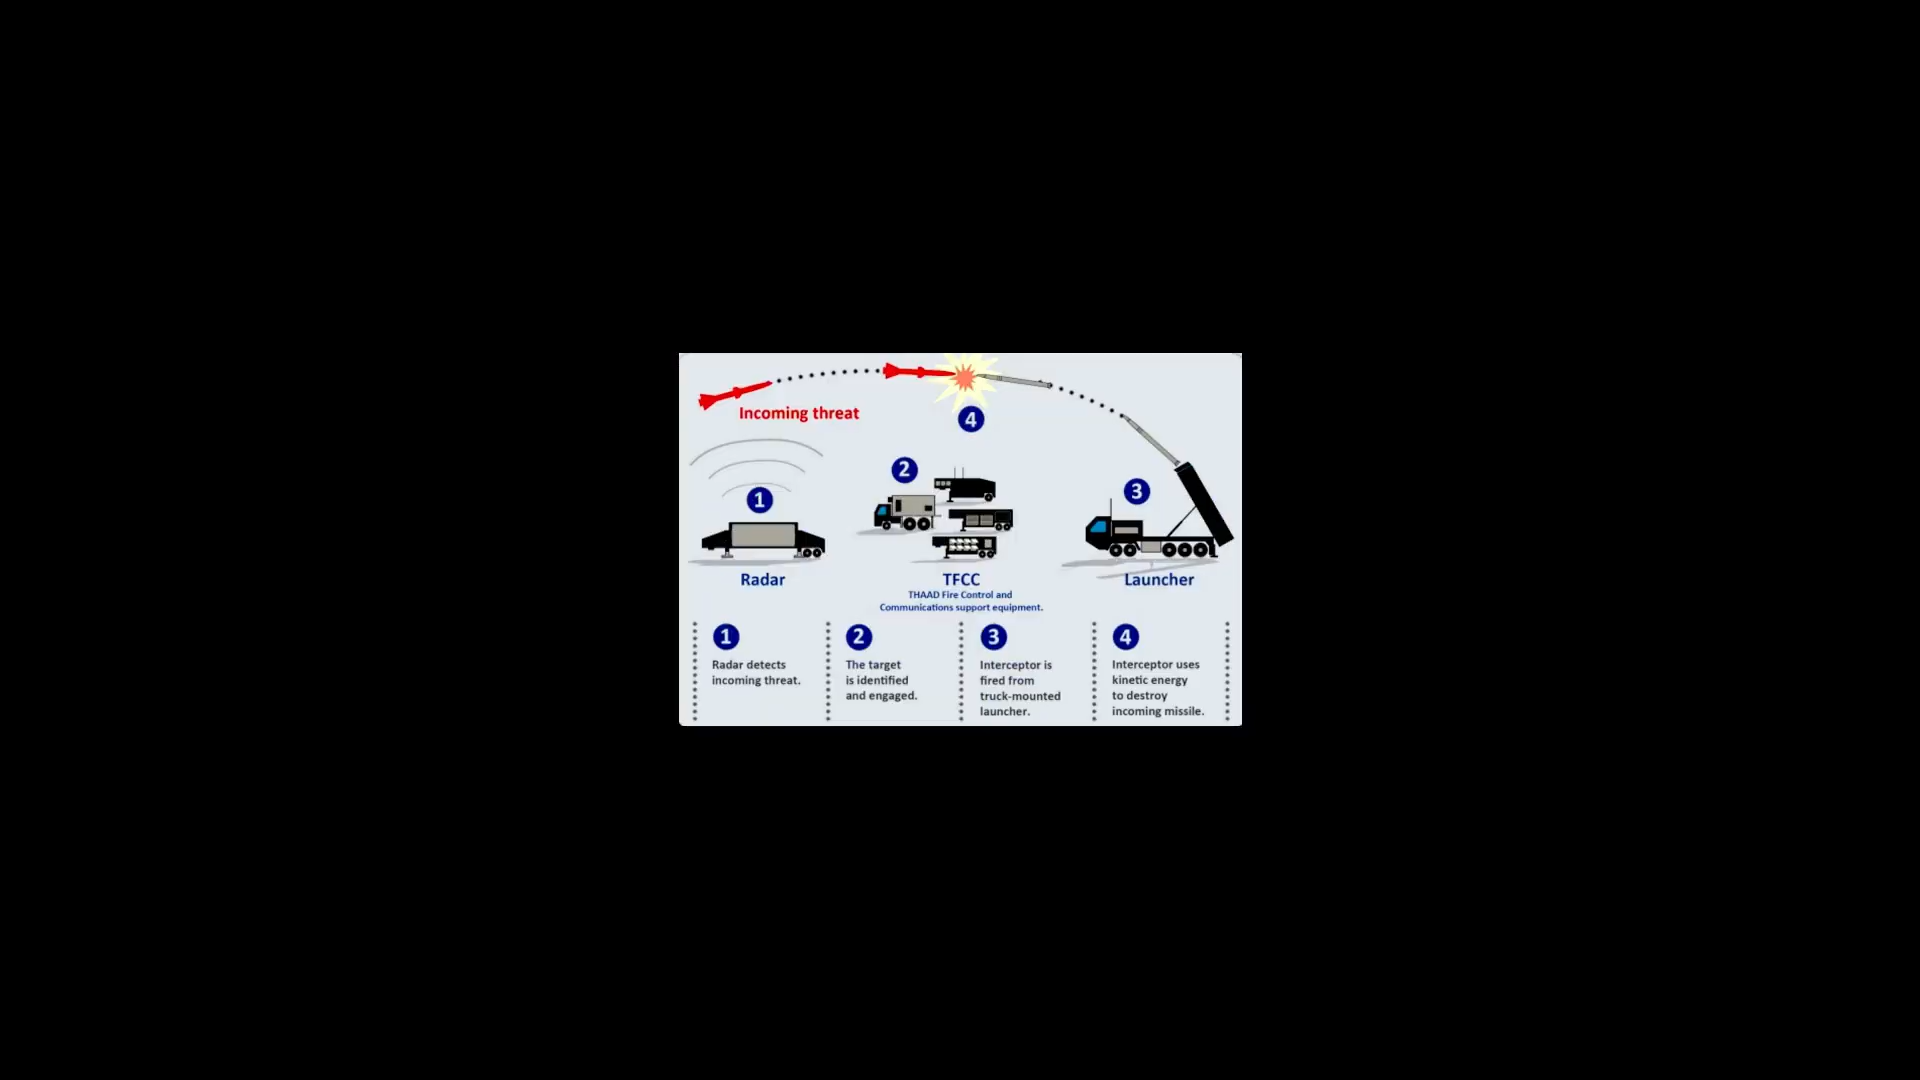 Incoming threat
4
2
1
3
Radar
TFCC
Launcher
THAAD Fire Control and
Communications support equipment.
1
Radar detects
incoming threat.
2
The target
is identified
and engaged.
3
Interceptor is
fired from
truck-mounted
launcher.
4
Interceptor uses
kinetic energy
to destroy
incoming missile.